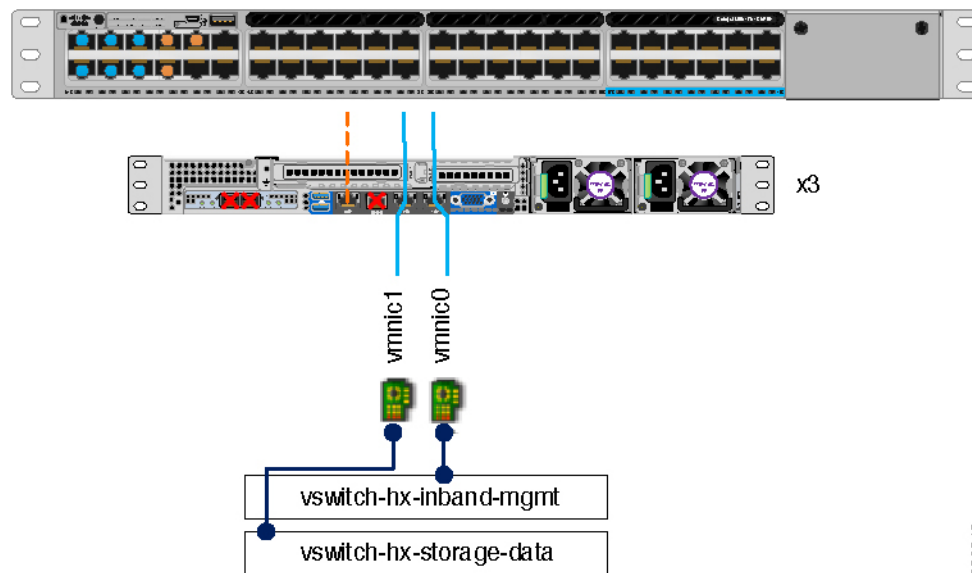 x3
vmnic1
vmnic0
vswitch-hx-inband-mgmt
vswitch-hx-storage-data